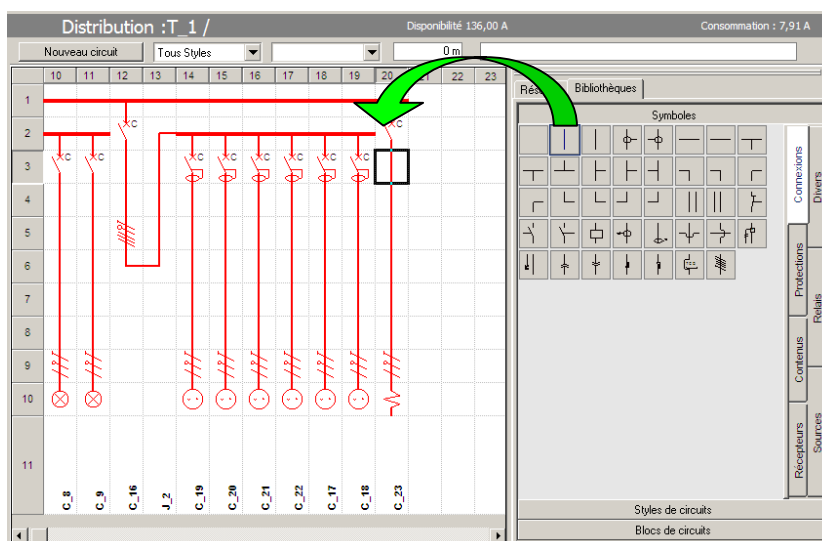 Distribution :T_1 / Disponibilité 136,00 A Consommation : 7,91 A
Nouveau circuit Tous Styles 0 m
10 11 12 13 14 15 16 17 18 19 20 21 22 23
Bibliothèques
Symboles
1
2
3
4
5
6
7
8
9
10
11
C C C C C C C C C C
C_8 C_9 C_16 J_2 C_19 C_20 C_21 C_22 C_17 C_18 C_23
Connexions
Divers
Protections
Relais
Contenus
Récepteurs
Sources
Styles de circuits
Blocs de circuits